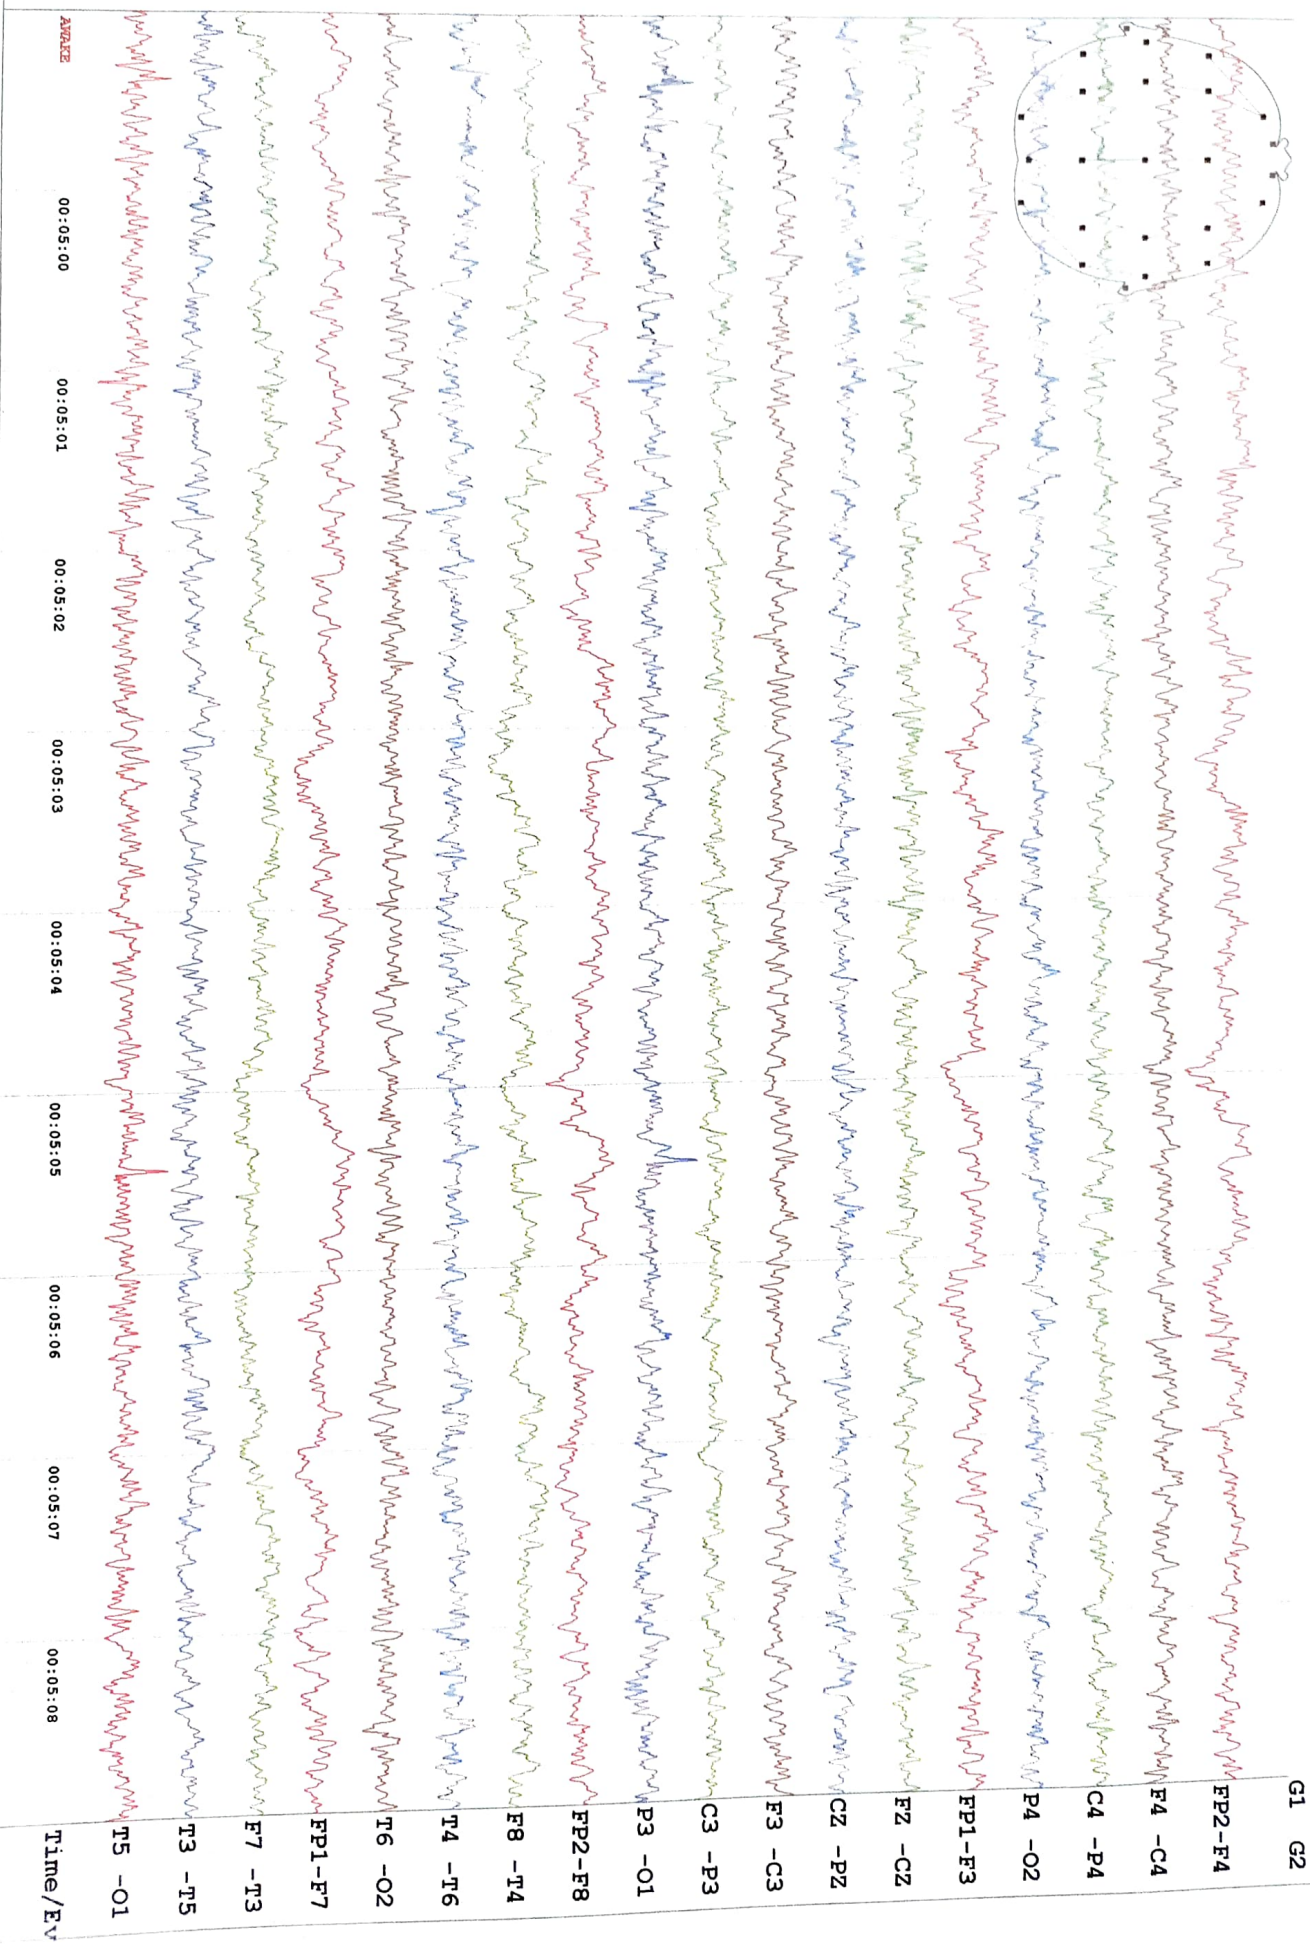 G1 G2
FP2-F4
F4 -C4
C4 -P4
P4 -O2
FP1-F3
FZ -CZ
CZ -PZ
F3 -C3
C3 -P3
P3 -O1
FP2-F8
F8 -T4
T4 -T6
T6 -O2
FP1-F7
F7 -T3
T3 -T5
T5 -O1
AWAKE 00:05:00 00:05:01 00:05:02 00:05:03 00:05:04 00:05:05 00:05:06 00:05:07 00:05:08 Time/Ev